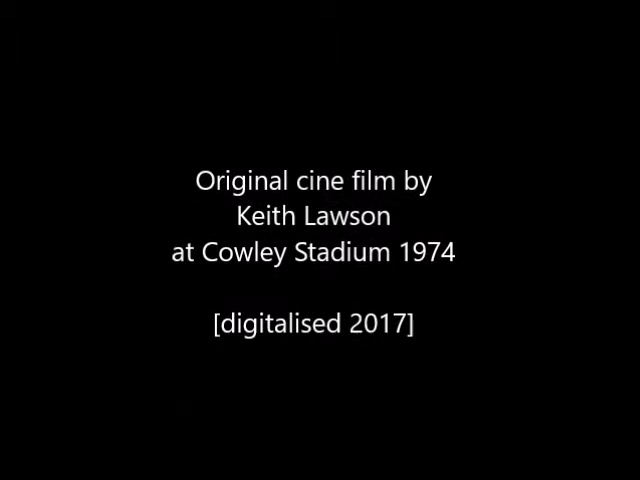 Original cine film by
Keith Lawson
at Cowley Stadium 1974
[digitalised 2017]